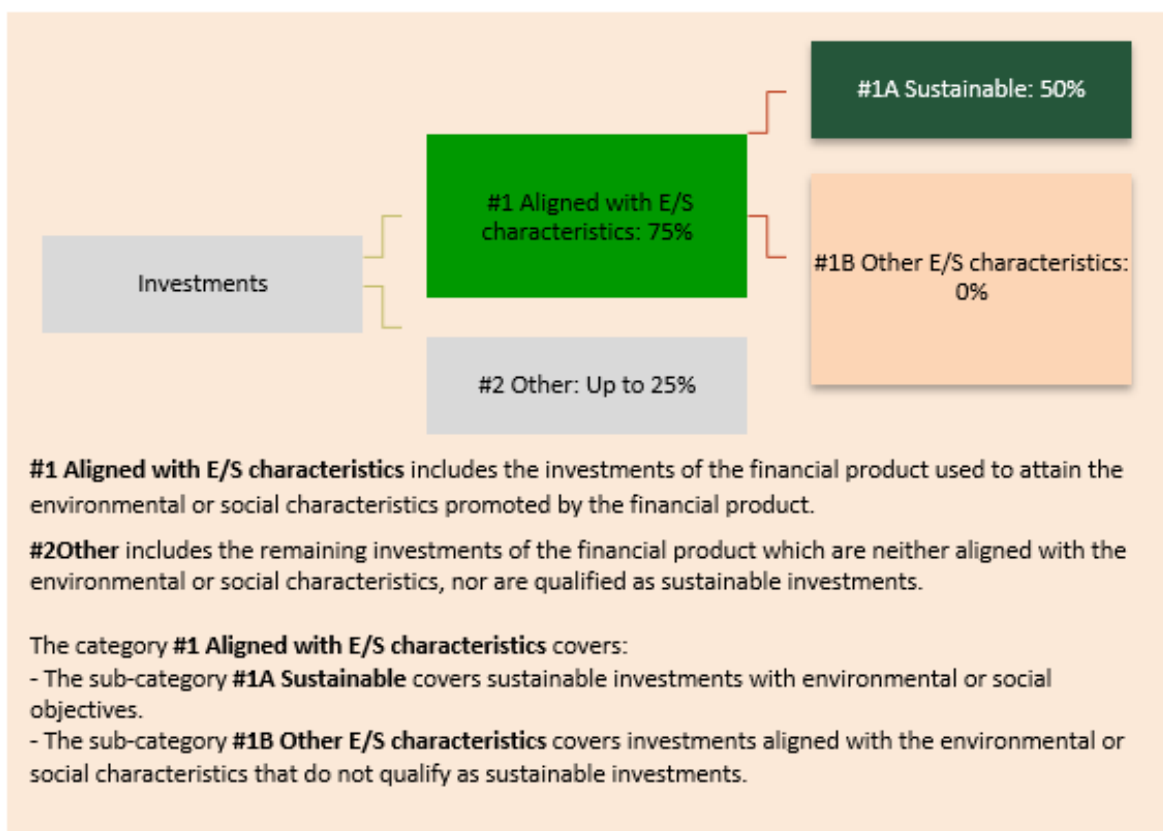 #1A Sustainable: 50%
#1 Aligned with E/S
characteristics: 75%
#1B Other E/S characteristics:
0%
Investments
#2 Other: Up to 25%
#1 Aligned with E/S characteristics includes the investments of the financial product used to attain the
environmental or social characteristics promoted by the financial product.
#2Other includes the remaining investments of the financial product which are neither aligned with the
environmental or social characteristics, nor are qualified as sustainable investments.
The category #1 Aligned with E/S characteristics covers:
- The sub-category #1A Sustainable covers sustainable investments with environmental or social
objectives.
- The sub-category #1B Other E/S characteristics covers investments aligned with the environmental or
social characteristics that do not qualify as sustainable investments.